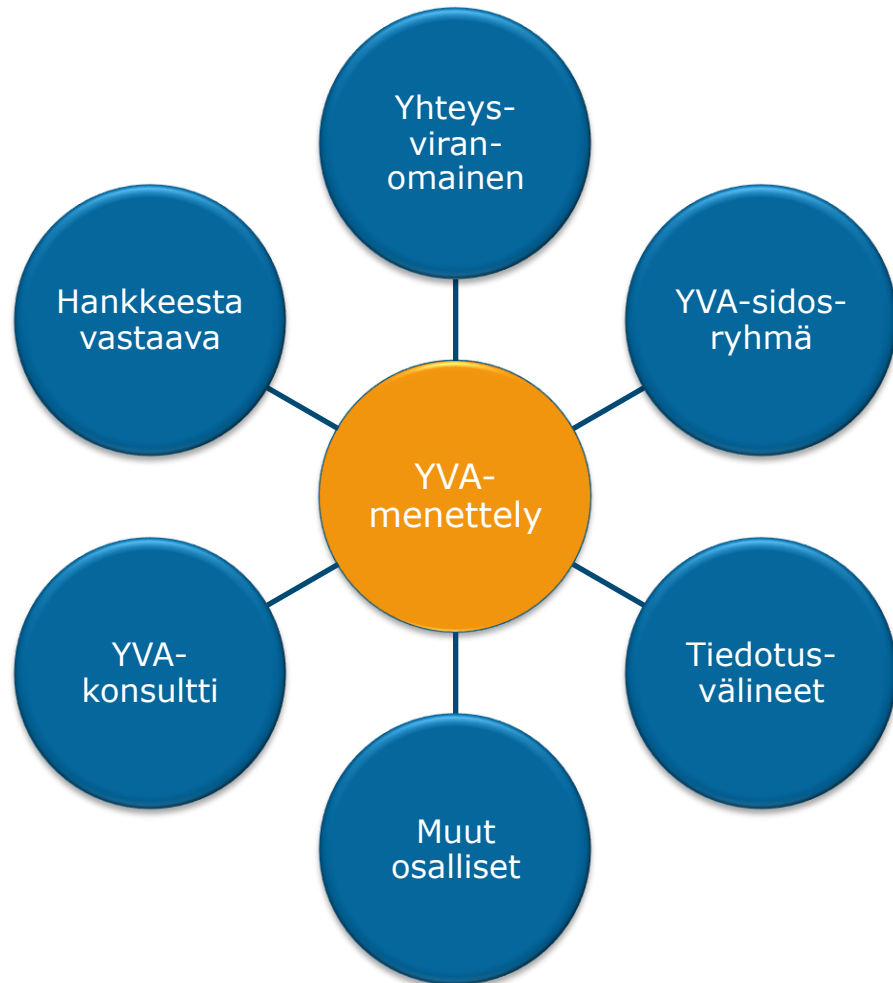 Yhteys-
viran-
omainen
Hankkeesta
vastaava
YVA-sidos-
ryhmä
YVA-
menettely
YVA-
konsultti
Tiedotus-
välineet
Muut
osalliset